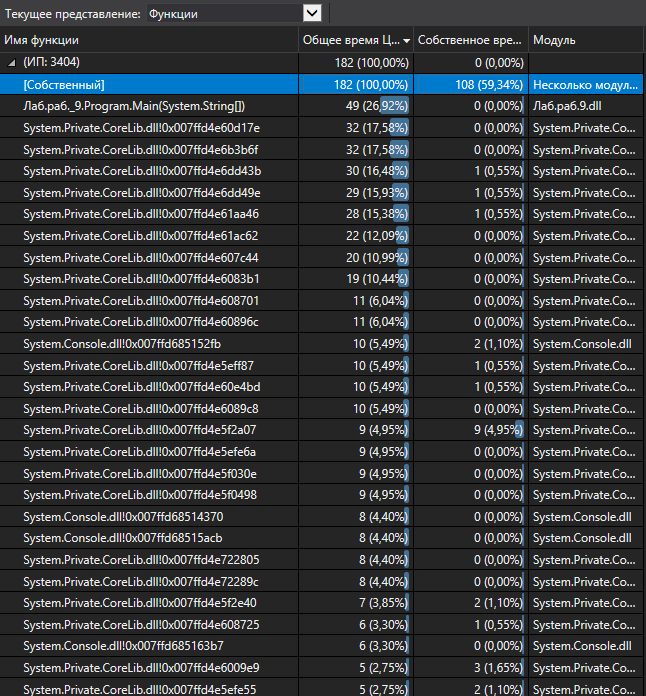 Текущее представление: Функции
Имя функции Общее время Ц... Собственное вре... Модуль
(ИП: 3404) 182 (100,00%) 0 (0,00%)
[Собственный] 182 (100,00%) 108 (59,34%) Несколько модул...
Лаб.раб._9.Program.Main(System.String[]) 49 (26,92%) 0 (0,00%) Лаб.раб.9.dll
System.Private.CoreLib.dll!0x007ffd4e60d17e 32 (17,58%) 0 (0,00%) System.Private.Co...
System.Private.CoreLib.dll!0x007ffd4e6b3b6f 32 (17,58%) 0 (0,00%) System.Private.Co...
System.Private.CoreLib.dll!0x007ffd4e6dd43b 30 (16,48%) 1 (0,55%) System.Private.Co...
System.Private.CoreLib.dll!0x007ffd4e6dd49e 29 (15,93%) 1 (0,55%) System.Private.Co...
System.Private.CoreLib.dll!0x007ffd4e61aa46 28 (15,38%) 1 (0,55%) System.Private.Co...
System.Private.CoreLib.dll!0x007ffd4e61ac62 22 (12,09%) 0 (0,00%) System.Private.Co...
System.Private.CoreLib.dll!0x007ffd4e607c44 20 (10,99%) 0 (0,00%) System.Private.Co...
System.Private.CoreLib.dll!0x007ffd4e6083b1 19 (10,44%) 0 (0,00%) System.Private.Co...
System.Private.CoreLib.dll!0x007ffd4e608701 11 (6,04%) 0 (0,00%) System.Private.Co...
System.Private.CoreLib.dll!0x007ffd4e60896c 11 (6,04%) 0 (0,00%) System.Private.Co...
System.Console.dll!0x007ffd685152fb 10 (5,49%) 2 (1,10%) System.Console.dll
System.Private.CoreLib.dll!0x007ffd4e5eff87 10 (5,49%) 1 (0,55%) System.Private.Co...
System.Private.CoreLib.dll!0x007ffd4e60e4bd 10 (5,49%) 1 (0,55%) System.Private.Co...
System.Private.CoreLib.dll!0x007ffd4e6089c8 10 (5,49%) 0 (0,00%) System.Private.Co...
System.Private.CoreLib.dll!0x007ffd4e5f2a07 9 (4,95%) 9 (4,95%) System.Private.Co...
System.Private.CoreLib.dll!0x007ffd4e5efe6a 9 (4,95%) 0 (0,00%) System.Private.Co...
System.Private.CoreLib.dll!0x007ffd4e5f030e 9 (4,95%) 0 (0,00%) System.Private.Co...
System.Private.CoreLib.dll!0x007ffd4e5f0498 9 (4,95%) 0 (0,00%) System.Private.Co...
System.Console.dll!0x007ffd68514370 8 (4,40%) 0 (0,00%) System.Console.dll
System.Console.dll!0x007ffd68515acb 8 (4,40%) 0 (0,00%) System.Console.dll
System.Private.CoreLib.dll!0x007ffd4e722805 8 (4,40%) 0 (0,00%) System.Private.Co...
System.Private.CoreLib.dll!0x007ffd4e72289c 8 (4,40%) 0 (0,00%) System.Private.Co...
System.Private.CoreLib.dll!0x007ffd4e5f2e40 7 (3,85%) 2 (1,10%) System.Private.Co...
System.Private.CoreLib.dll!0x007ffd4e608725 6 (3,30%) 1 (0,55%) System.Private.Co...
System.Console.dll!0x007ffd685163b7 6 (3,30%) 0 (0,00%) System.Console.dll
System.Private.CoreLib.dll!0x007ffd4e6009e9 5 (2,75%) 3 (1,65%) System.Private.Co...
System.Private.CoreLib.dll!0x007ffd4e5efe55 5 (2,75%) 2 (1,10%) System.Private.Co...